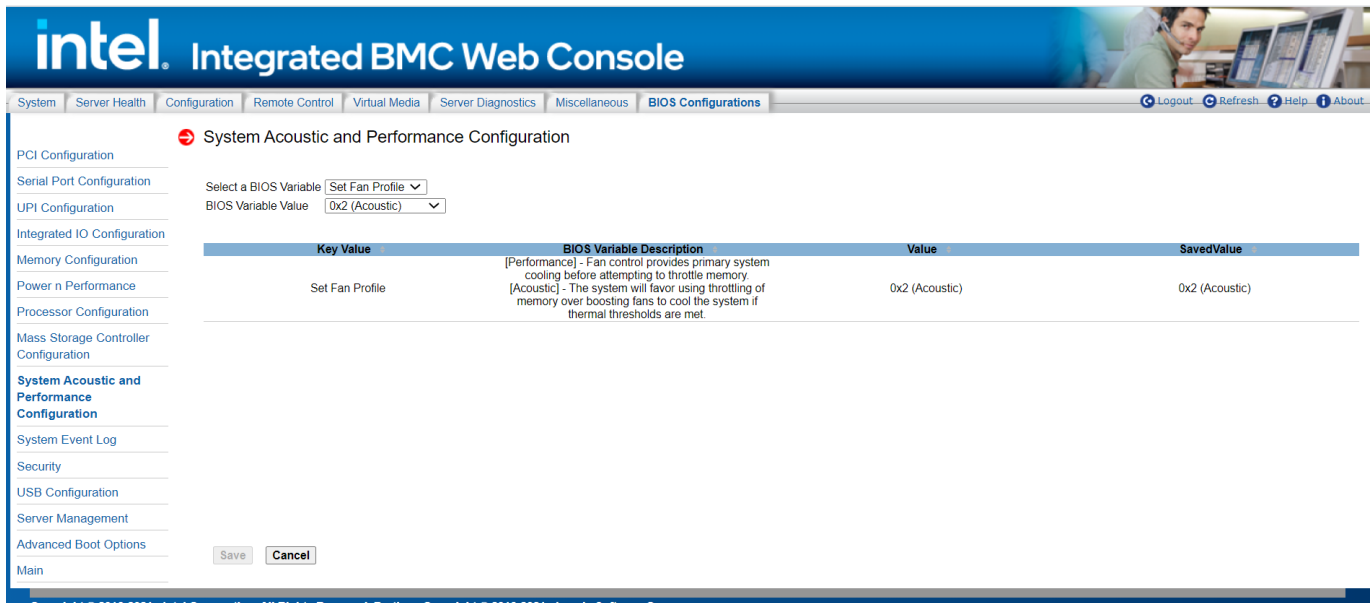 intel. Integrated BMC Web Console
System Server Health Configuration Remote Control Virtual Media Server Diagnostics Miscellaneous BIOS Configurations Logout Refresh Help About
PCI Configuration
Serial Port Configuration
UPI Configuration
Integrated IO Configuration
Memory Configuration
Power n Performance
Processor Configuration
Mass Storage Controller
Configuration
System Acoustic and
Performance
Configuration
System Event Log
Security
USB Configuration
Server Management
Advanced Boot Options
Main
System Acoustic and Performance Configuration
Select a BIOS Variable Set Fan Profile
BIOS Variable Value 0x2 (Acoustic)
Key Value BIOS Variable Description Value SavedValue
[Performance] - Fan control provides primary system
cooling before attempting to throttle memory.
Set Fan Profile [Acoustic] - The system will favor using throttling of 0x2 (Acoustic) 0x2 (Acoustic)
memory over boosting fans to cool the system if
thermal thresholds are met.
Save Cancel